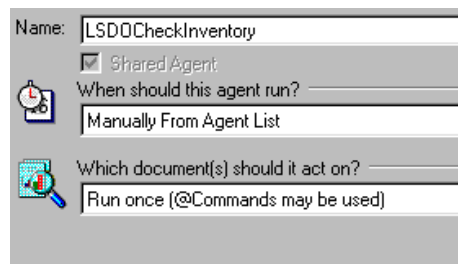 Name: LSDOCheckInventory
Shared Agent
When should this agent run?
Manually From Agent List
Which document(s) should it act on?
Run once (@Commands may be used)